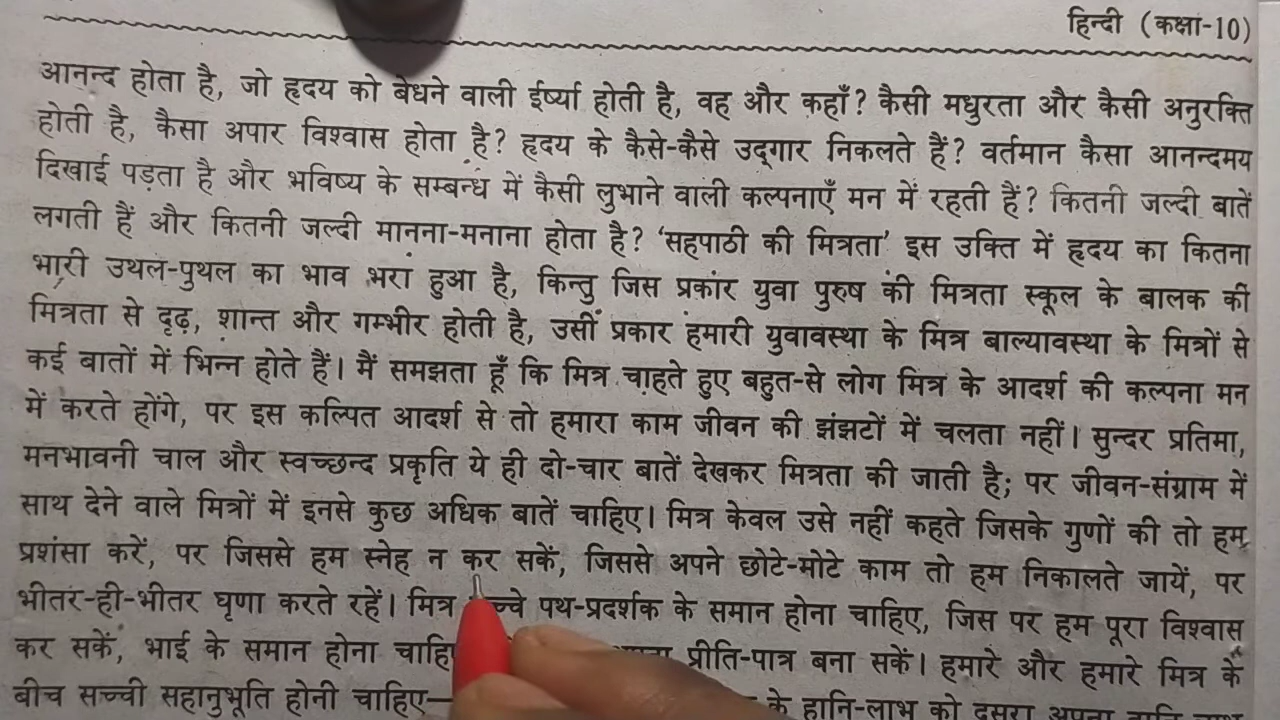 हिन्दी (कक्षा-10)
आनन्द होता है, जो हृदय को बेधने वाली ईर्ष्या होती है, वह और कहाँ? कैसी मधुरता और कैसी अनुरक्ति
होती है, कैसा अपार विश्वास होता है? हृदय के कैसे-कैसे उद्‌गार निकलते हैं? वर्तमान कैसा आनन्दमय
दिखाई पड़ता है और भविष्य के सम्बन्ध में कैसी लुभाने वाली कल्पनाएँ मन में रहती हैं? कितनी जल्दी बातें
लगती हैं और कितनी जल्दी मानना-मनाना होता है? ‘सहपाठी की मित्रता’ इस उक्ति में हृदय का कितना
भारी उथल-पुथल का भाव भरा हुआ है, किन्तु जिस प्रकार युवा पुरुष की मित्रता स्कूल के बालक की
मित्रता से दृढ़, शान्त और गम्भीर होती है, उसी प्रकार हमारी युवावस्था के मित्र बाल्यावस्था के मित्रों से
कई बातों में भिन्न होते हैं। मैं समझता हूँ कि मित्र चाहते हुए बहुत-से लोग मित्र के आदर्श की कल्पना मन
में करते होंगे, पर इस कल्पित आदर्श से तो हमारा काम जीवन की झंझटों में चलता नहीं। सुन्दर प्रतिमा,
मनभावनी चाल और स्वच्छन्द प्रकृति ये ही दो-चार बातें देखकर मित्रता की जाती है; पर जीवन-संग्राम में
साथ देने वाले मित्रों में इनसे कुछ अधिक बातें चाहिए। मित्र केवल उसे नहीं कहते जिसके गुणों की तो हम
प्रशंसा करें, पर जिससे हम स्नेह न कर सकें, जिससे अपने छोटे-मोटे काम तो हम निकालते जायें, पर
भीतर-ही-भीतर घृणा करते रहें। मित्र पथ-प्रदर्शक के समान होना चाहिए, जिस पर हम पूरा विश्वास
कर सकें, भाई के समान होना प्रीति-पात्र बना सकें। हमारे और हमारे मित्र के
बीच सच्ची सहानुभूति होनी चाहिए— के हानि-लाभ को दूसरा अपना